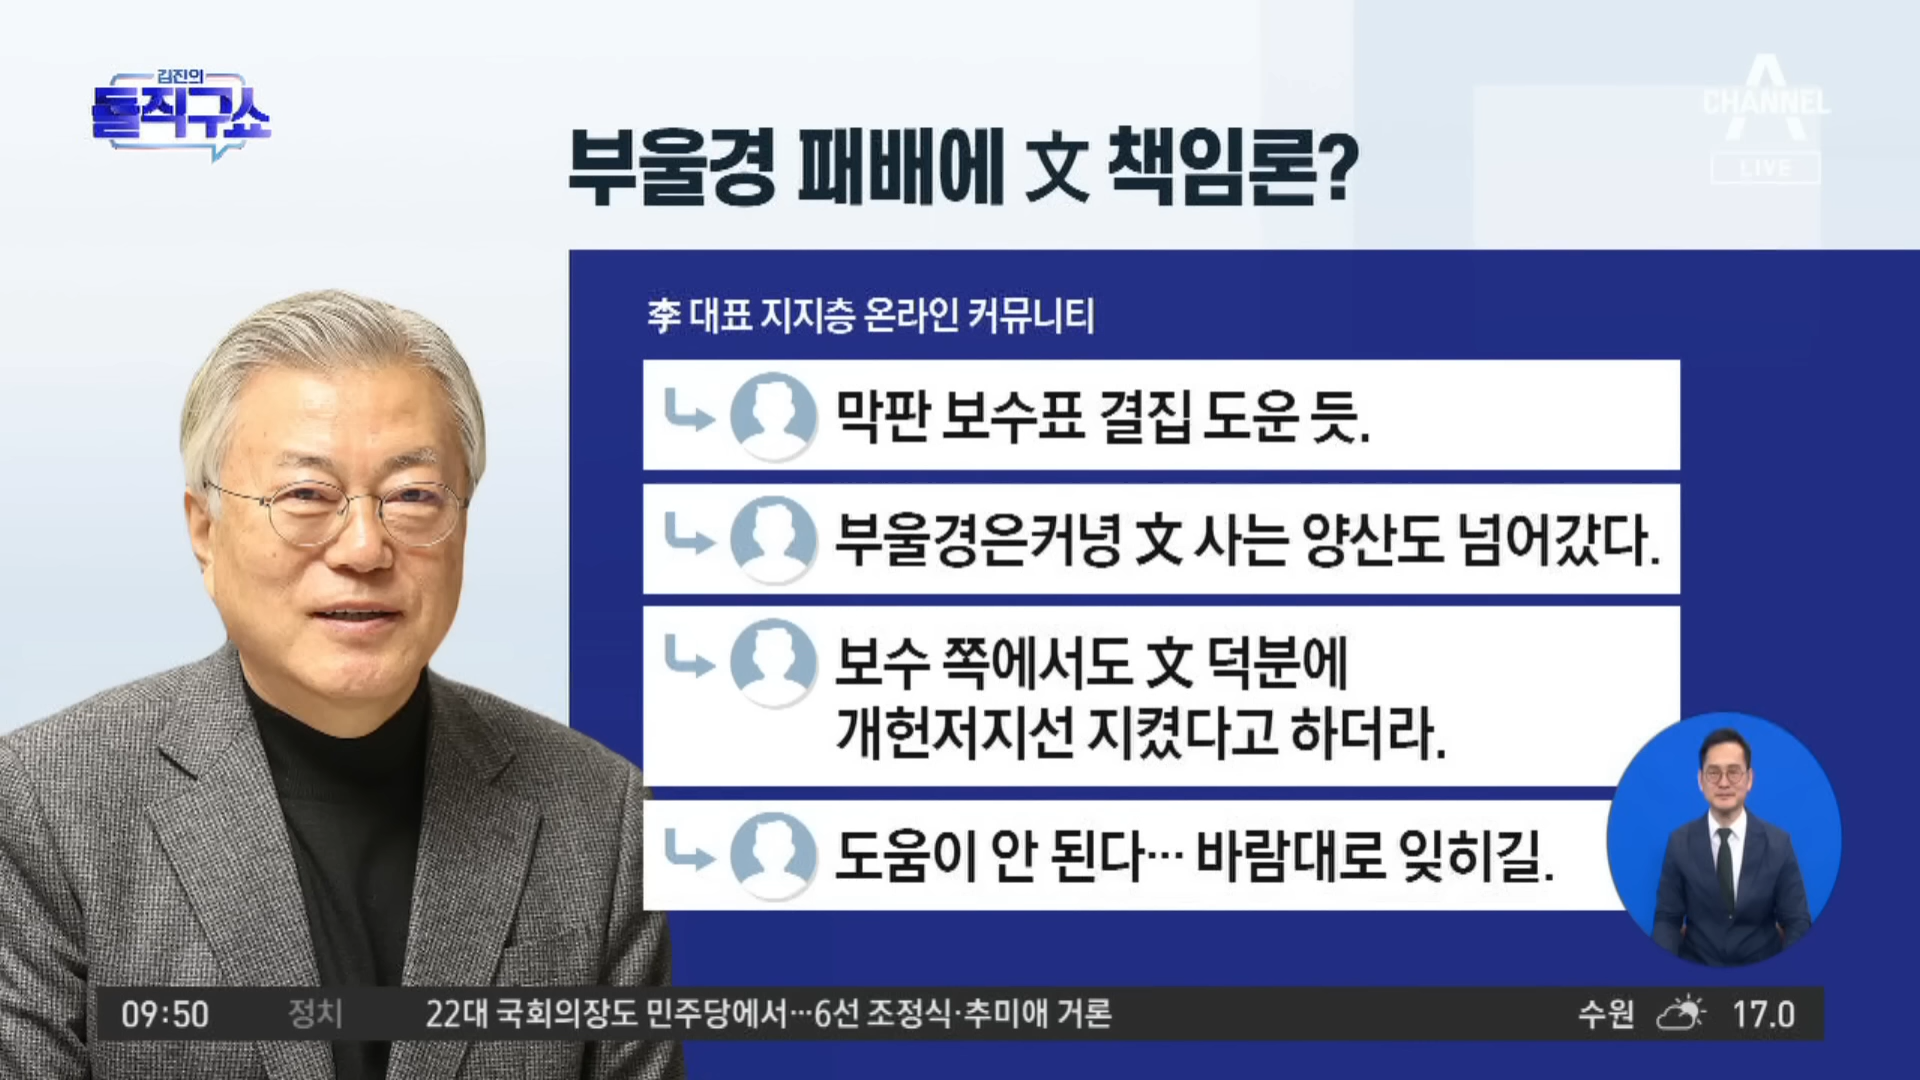 김진의
돌직구쇼
CHANNEL A
LIVE
부울경 패배에 文 책임론?
李 대표 지지층 온라인 커뮤니티
막판 보수표 결집 도운 듯.
부울경은커녕 文 사는 양산도 넘어갔다.
보수 쪽에서도 文 덕분에
개헌저지선 지켰다고 하더라.
도움이 안 된다… 바람대로 잊히길.
09:50 정치 22대 국회의장도 민주당에서…6선 조정식·추미애 거론 수원 17.0